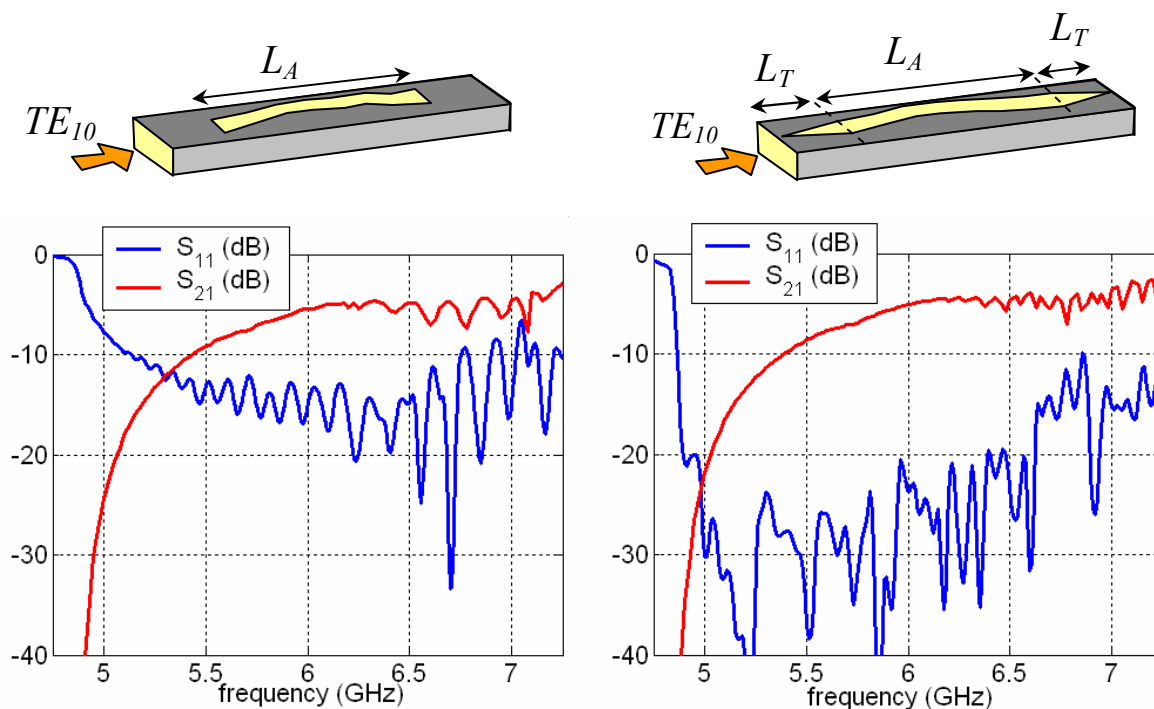 L_A
TE_10
L_T
L_A
L_T
TE_10
S_11 (dB)
S_21 (dB)
0
-10
-20
-30
-40
5
5.5
6
6.5
7
frequency (GHz)
S_11 (dB)
S_21 (dB)
0
-10
-20
-30
-40
5
5.5
6
6.5
7
frequency (GHz)